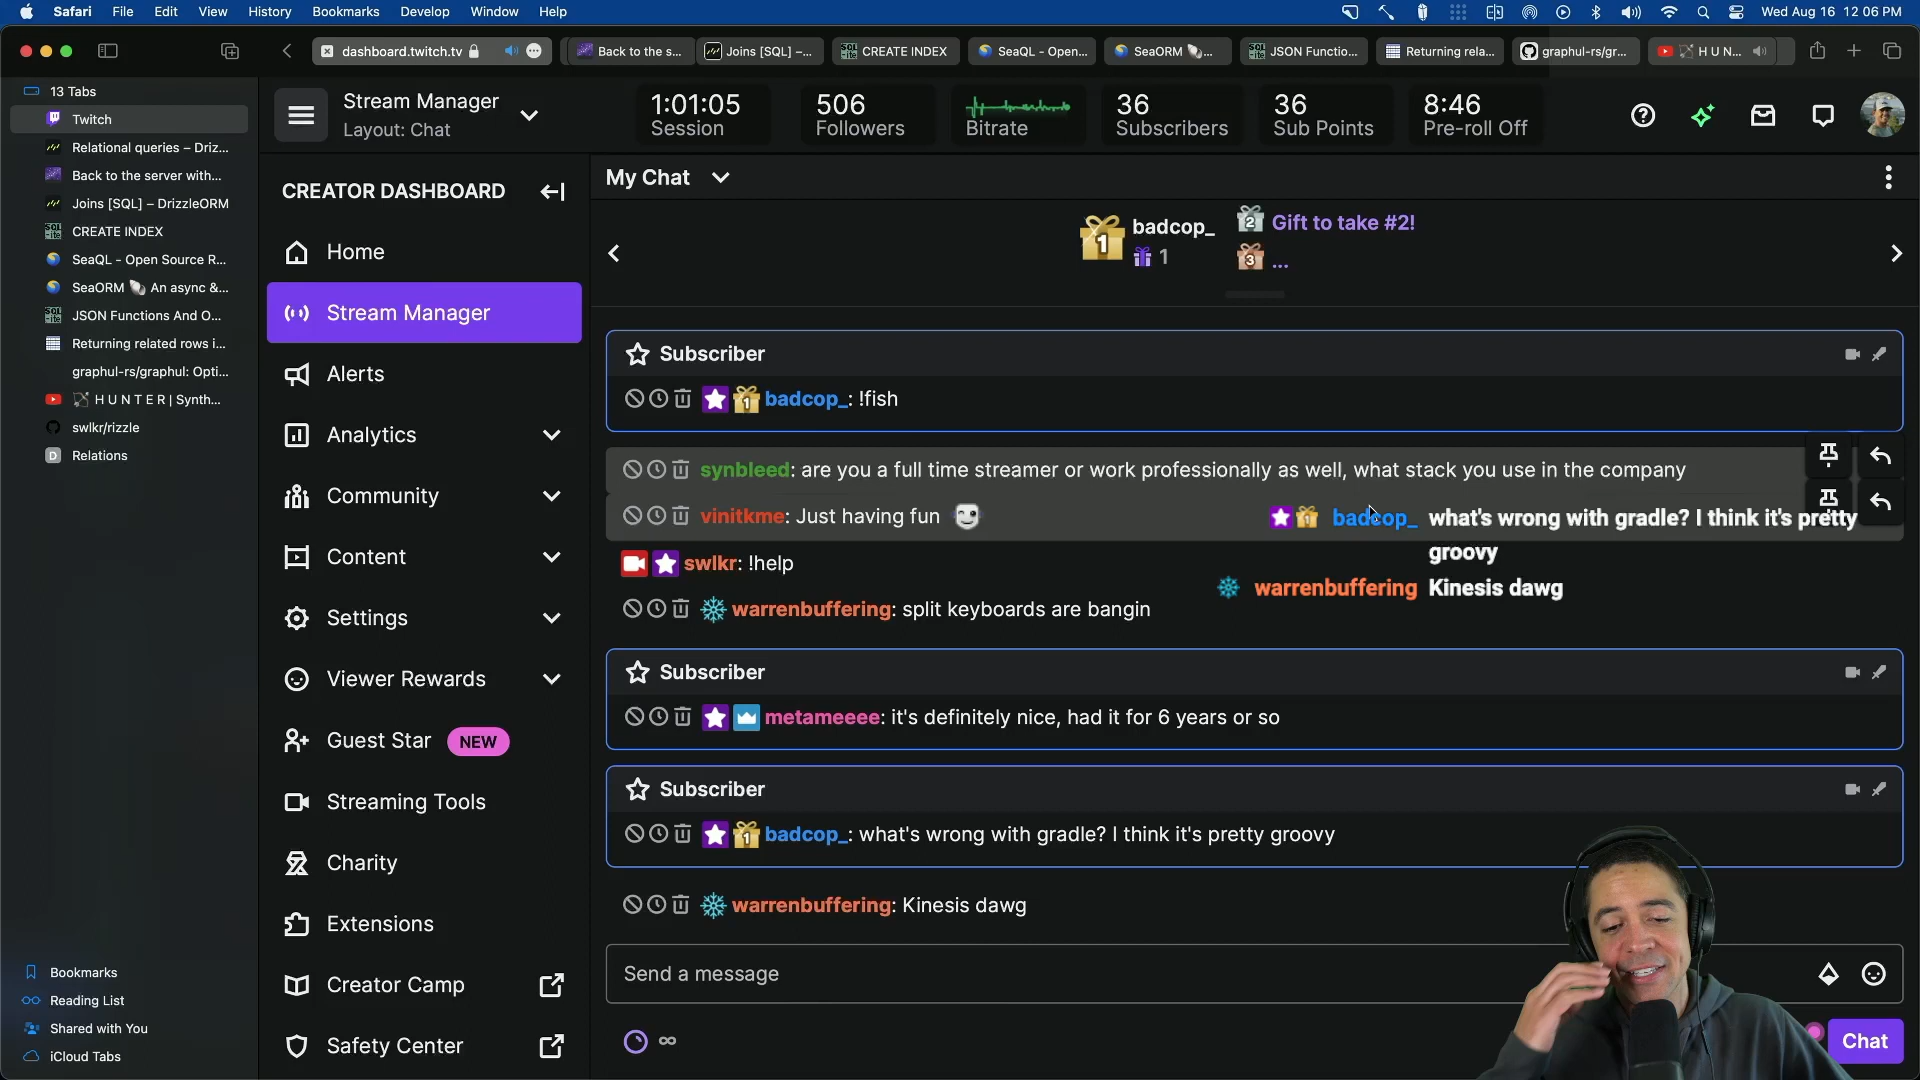 Safari File Edit View History Bookmarks Develop Window Help Wed Aug 16 12:06 PM
dashboard.twitch.tv Back to the s... Joins [SQL] –... CREATE INDEX SeaQL - Open... SeaORM 🐚... JSON Functio... Returning rela... graphul-rs/gr... H U N...
13 Tabs
Twitch
Relational queries – Driz...
Back to the server with...
Joins [SQL] – DrizzleORM
CREATE INDEX
SeaQL - Open Source R...
SeaORM 🐚 An async &...
JSON Functions And O...
Returning related rows i...
graphul-rs/graphul: Opti...
H U N T E R | Synth...
swlkr/rizzle
Relations
Bookmarks
Reading List
Shared with You
iCloud Tabs
Stream Manager
Layout: Chat
1:01:05
Session
506
Followers
Bitrate
36
Subscribers
36
Sub Points
8:46
Pre-roll Off
CREATOR DASHBOARD
Home
Stream Manager
Alerts
Analytics
Community
Content
Settings
Viewer Rewards
Guest Star NEW
Streaming Tools
Charity
Extensions
Creator Camp
Safety Center
My Chat
1 badcop_
1
2 Gift to take #2!
3 ...
Subscriber
1 badcop_: !fish
synbleed: are you a full time streamer or work professionally as well, what stack you use in the company
vinitkme: Just having fun
badcop_ what's wrong with gradle? I think it's pretty
groovy
swlkr: !help
warrenbuffering Kinesis dawg
warrenbuffering: split keyboards are bangin
Subscriber
metameeee: it's definitely nice, had it for 6 years or so
Subscriber
1 badcop_: what's wrong with gradle? I think it's pretty groovy
warrenbuffering: Kinesis dawg
Send a message
∞
Chat